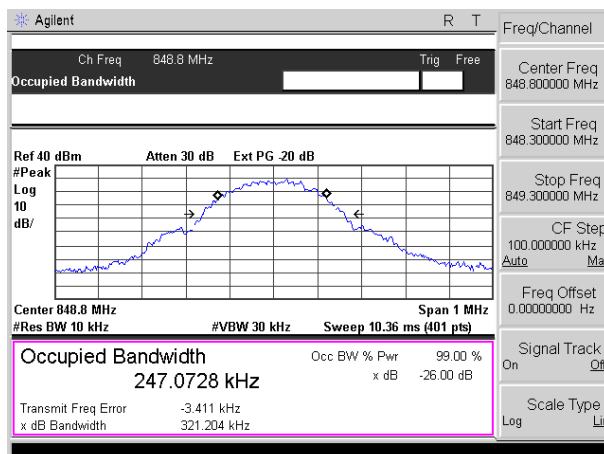 Agilent R T
Ch Freq 848.8 MHz Trig Free
Occupied Bandwidth
Ref 40 dBm Atten 30 dB Ext PG -20 dB
#Peak
Log
10
dB/
Center 848.8 MHz Span 1 MHz
#Res BW 10 kHz #VBW 30 kHz Sweep 10.36 ms (401 pts)
Occupied Bandwidth Occ BW % Pwr 99.00 %
247.0728 kHz x dB -26.00 dB
Transmit Freq Error -3.411 kHz
x dB Bandwidth 321.204 kHz
Freq/Channel
Center Freq
848.800000 MHz
Start Freq
848.300000 MHz
Stop Freq
849.300000 MHz
CF Step
100.000000 kHz
Auto Ma
Freq Offset
0.00000000 Hz
Signal Track
On Off
Scale Type
Log Li